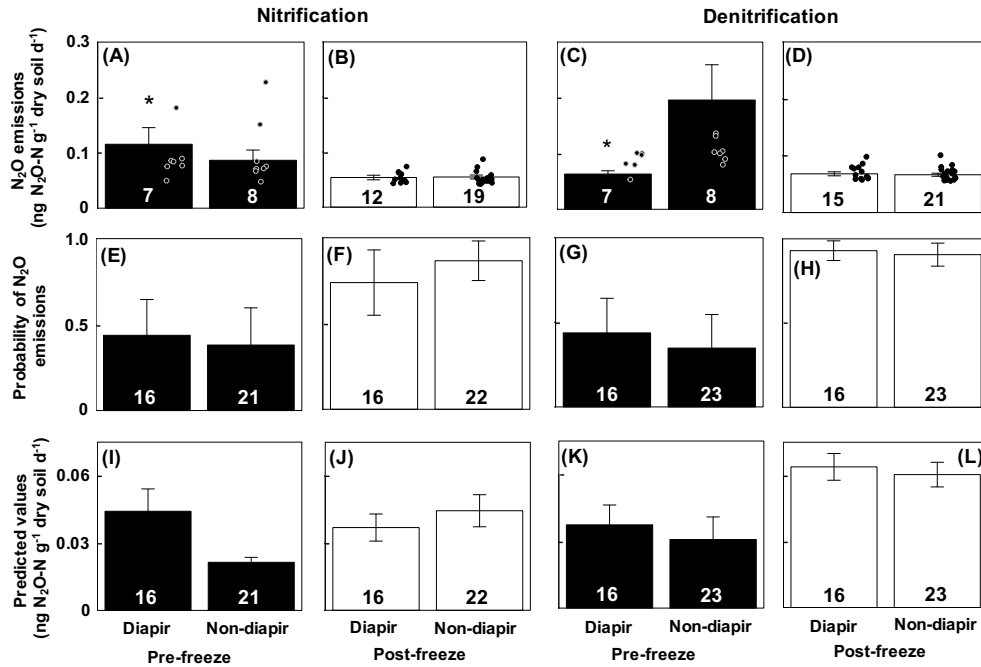 Nitrification Denitrification
N₂O emissions
(ng N₂O-N g⁻¹ dry soil d⁻¹)
0.3
0.2
0.1
0
(A) (B) (C) (D)
* *
7 8 12 19 7 8 15 21
Probability of N₂O
emissions
1.0
0.5
0
(E) (F) (G) (H)
16 21 16 22 16 23 16 23
Predicted values
(ng N₂O-N g⁻¹ dry soil d⁻¹)
0.06
0.03
0
(I) (J) (K) (L)
16 21 16 22 16 23 16 23
Diapir Non-diapir Diapir Non-diapir Diapir Non-diapir Diapir Non-diapir
Pre-freeze Post-freeze Pre-freeze Post-freeze